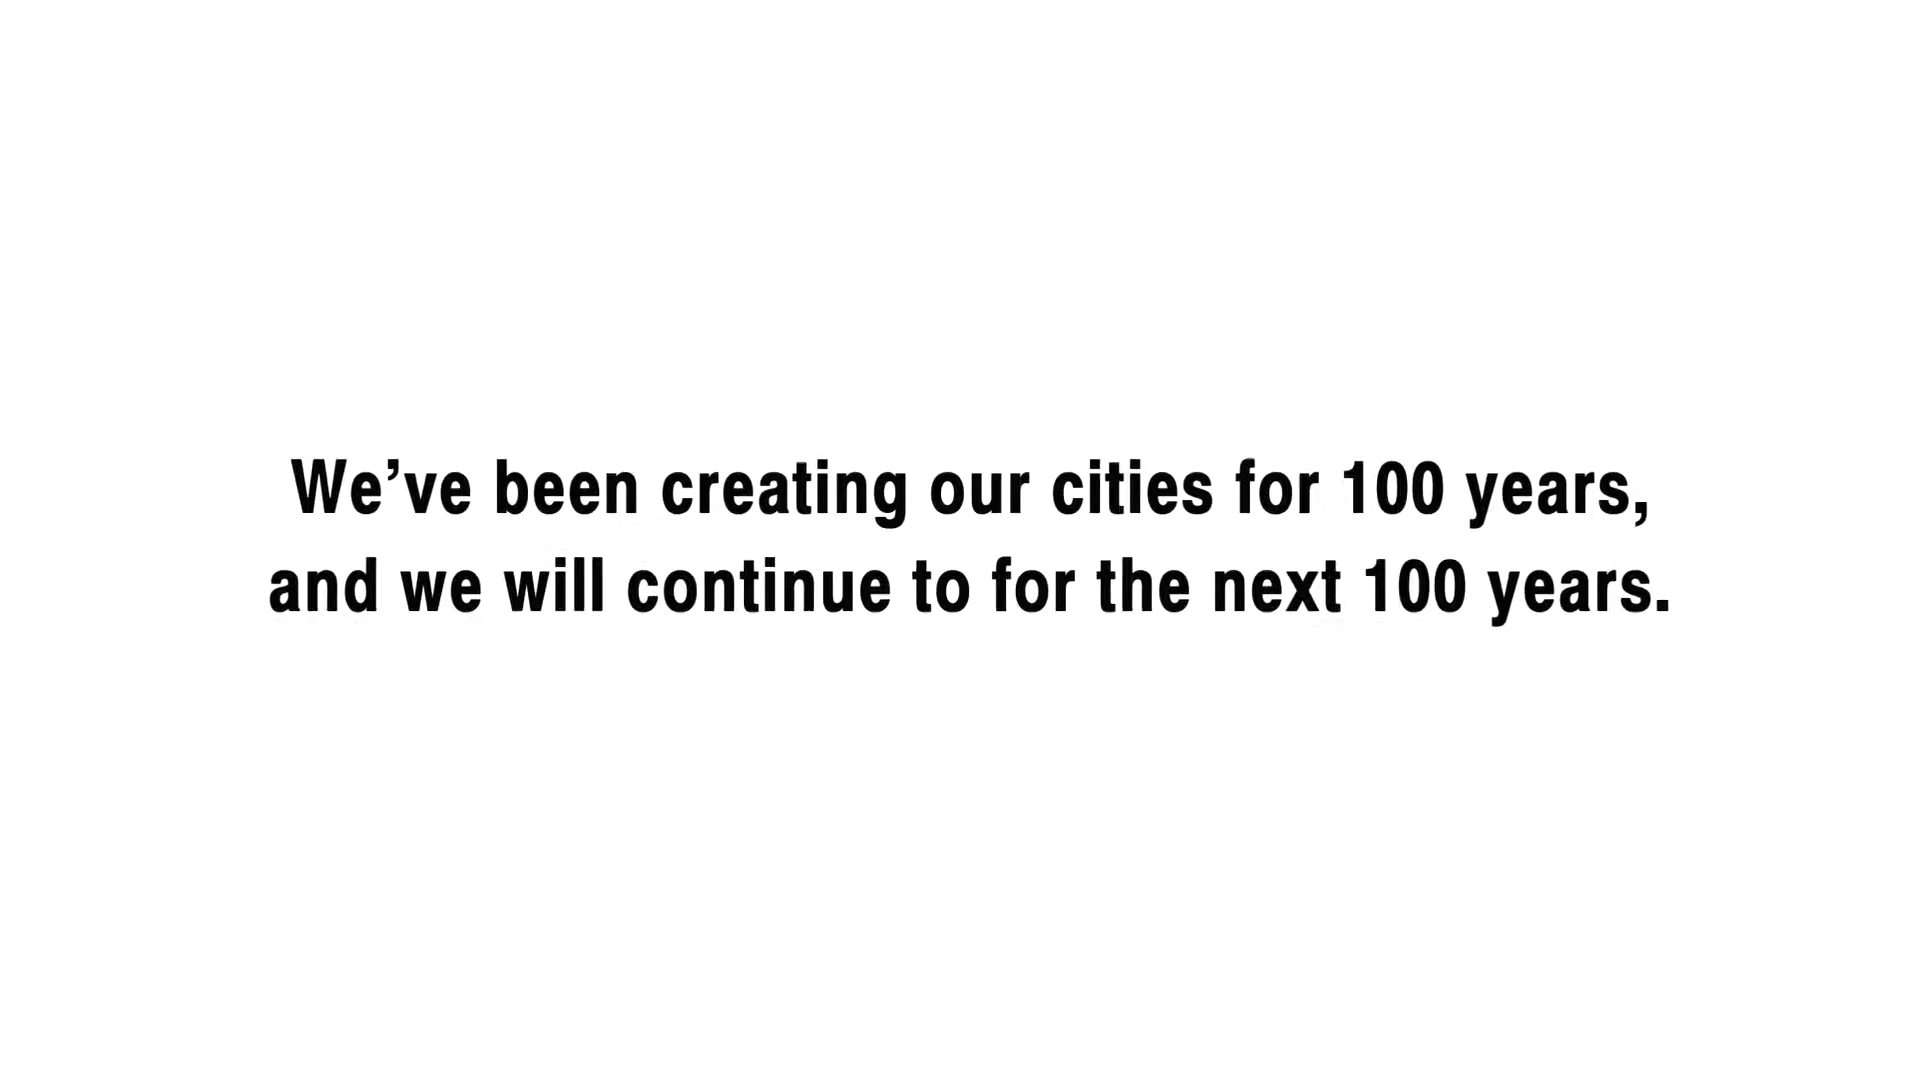 We’ve been creating our cities for 100 years,
and we will continue to for the next 100 years.